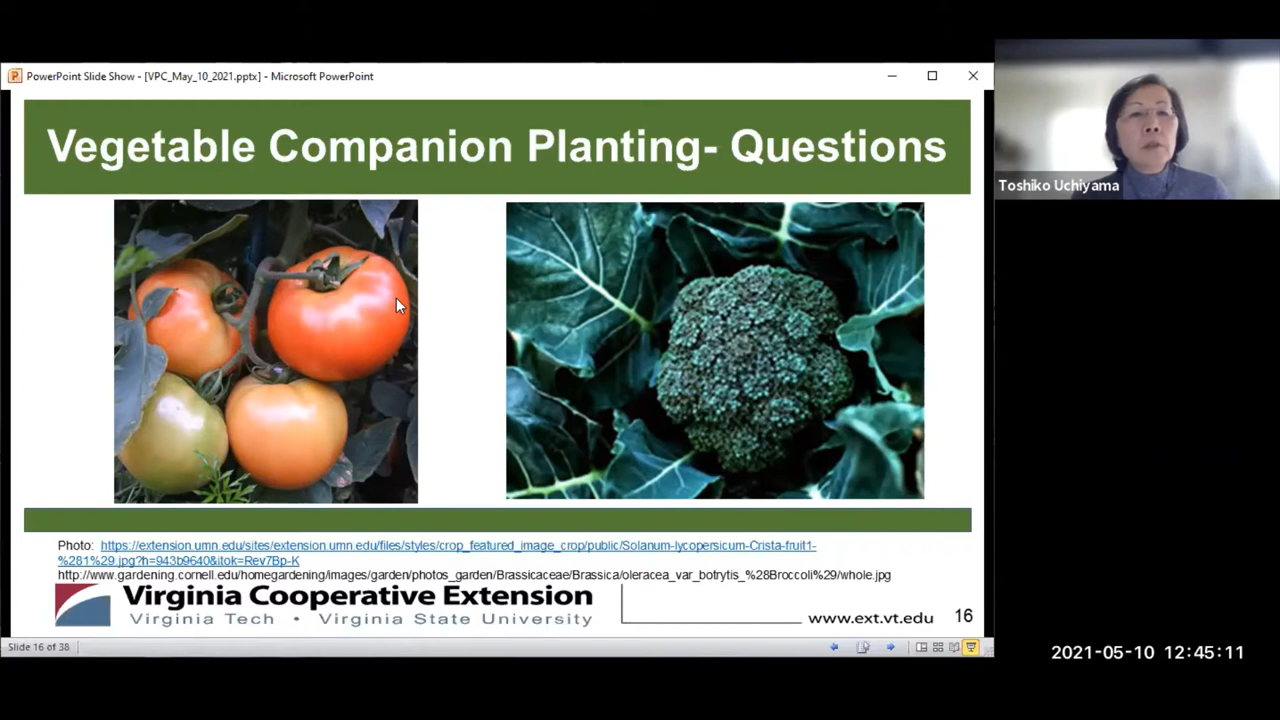 PowerPoint Slide Show - [VPC_May_10_2021.pptx] - Microsoft PowerPoint
Vegetable Companion Planting- Questions
Toshiko Uchiyama
Photo: https://extension.umn.edu/sites/extension.umn.edu/files/styles/crop_featured_image_crop/public/Solanum-lycopersicum-Crista-fruit1-
%281%29.jpg?h=943b9640&itok=Rev7Bp-K
http://www.gardening.cornell.edu/homegardening/images/garden/photos_garden/Brassicaceae/Brassica/oleracea_var_botrytis_%28Broccoli%29/whole.jpg
Virginia Cooperative Extension
Virginia Tech • Virginia State University
www.ext.vt.edu
16
Slide 16 of 38
2021-05-10 12:45:11